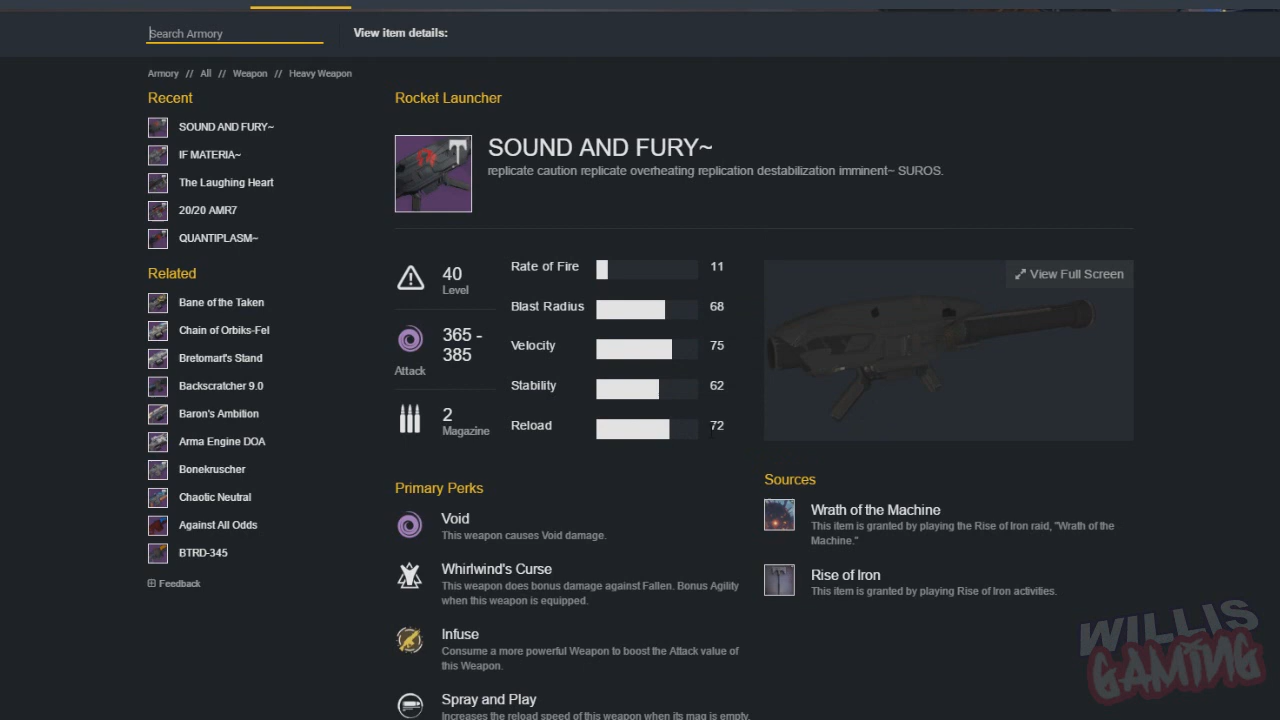 Search Armory
View item details:
Armory // All // Weapon // Heavy Weapon
Recent
SOUND AND FURY~
IF MATERIA~
The Laughing Heart
20/20 AMR7
QUANTIPLASM~
Related
Bane of the Taken
Chain of Orbiks-Fel
Bretomart's Stand
Backscratcher 9.0
Baron's Ambition
Arma Engine DOA
Bonekruscher
Chaotic Neutral
Against All Odds
BTRD-345
Feedback
Rocket Launcher
SOUND AND FURY~
replicate caution replicate overheating replication destabilization imminent~ SUROS.
40
Level
365 -
385
Attack
2
Magazine
Rate of Fire 11
Blast Radius 68
Velocity 75
Stability 62
Reload 72
View Full Screen
Primary Perks
Void
This weapon causes Void damage.
Whirlwind's Curse
This weapon does bonus damage against Fallen. Bonus Agility
when this weapon is equipped.
Infuse
Consume a more powerful Weapon to boost the Attack value of
this Weapon.
Spray and Play
Increases the reload speed of this weapon when its mag is empty.
Sources
Wrath of the Machine
This item is granted by playing the Rise of Iron raid, "Wrath of the
Machine."
Rise of Iron
This item is granted by playing Rise of Iron activities.
WILLIS
GAMING